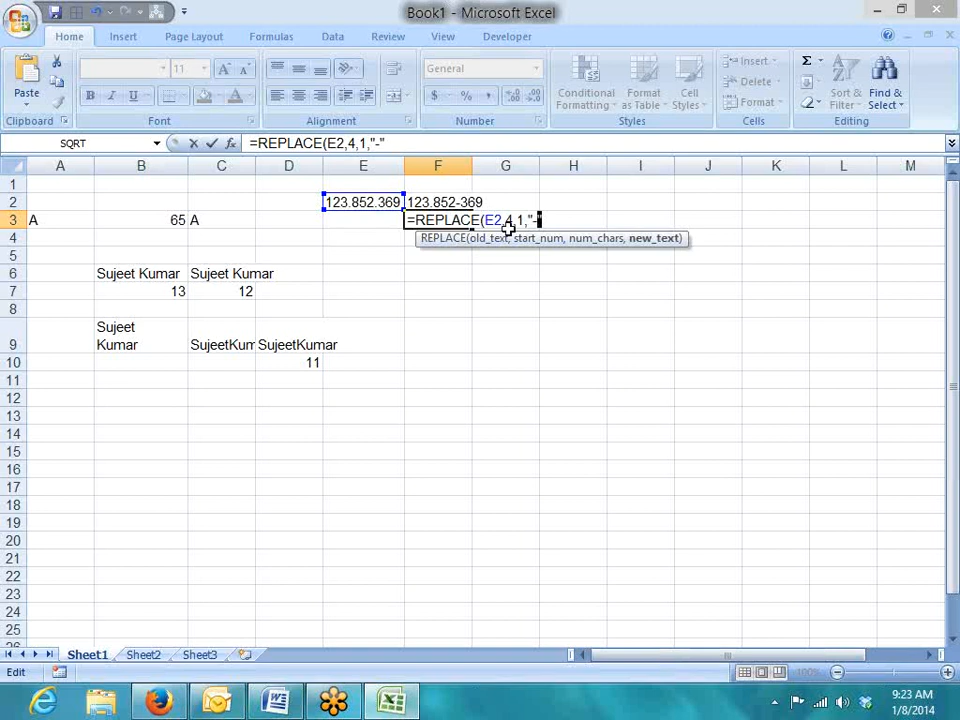 Book1 - Microsoft Excel
Home Insert Page Layout Formulas Data Review View Developer
Paste
11 A A
General
Σ
B I U
A
$ % ,
Conditional Formatting
Format as Table
Cell Styles
Insert
Delete
Format
Sort & Filter
Find & Select
Clipboard Font Alignment Number Styles Cells Editing
SQRT fx =REPLACE(E2,4,1,"-"
A B C D E F G H I J K L M
1
2 123.852.369 123.852-369
3 A 65 A =REPLACE(E2,4,1,"-"
REPLACE(old_text, start_num, num_chars, new_text)
4
5
6 Sujeet Kumar Sujeet Kumar
7 13 12
8
Sujeet
9 Kumar SujeetKum SujeetKumar
10 11
11
12
13
14
15
16
17
18
19
20
21
22
23
24
25
26
Sheet1 Sheet2 Sheet3
Edit 100%
9:23 AM
1/8/2014